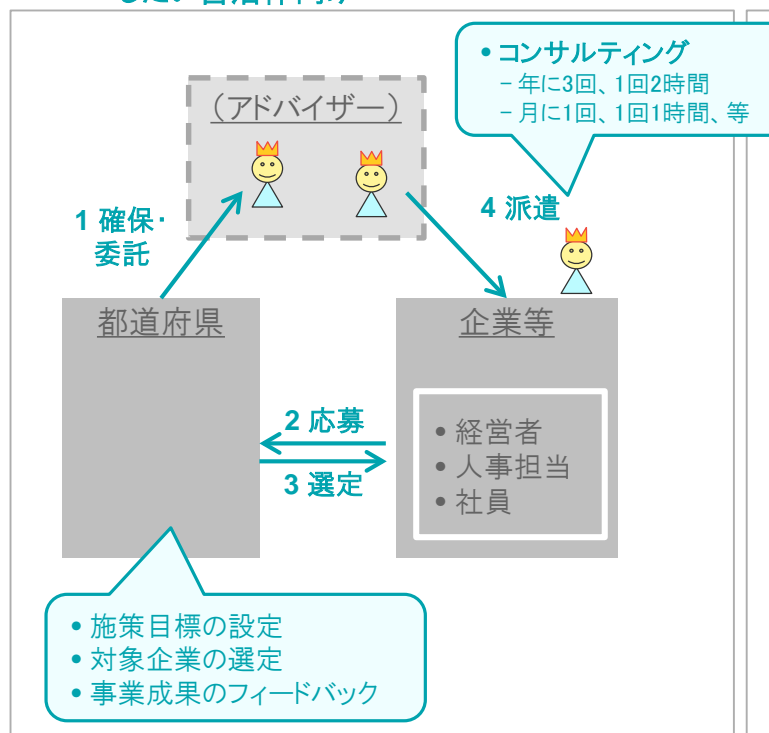 • コンサルティング
– 年に3回、1回2時間
– 月に1回、1回1時間、等
（アドバイザー）
1 確保・
委託
4 派遣
都道府県
企業等
2 応募
3 選定
• 経営者
• 人事担当
• 社員
• 施策目標の設定
• 対象企業の選定
• 事業成果のフィードバック